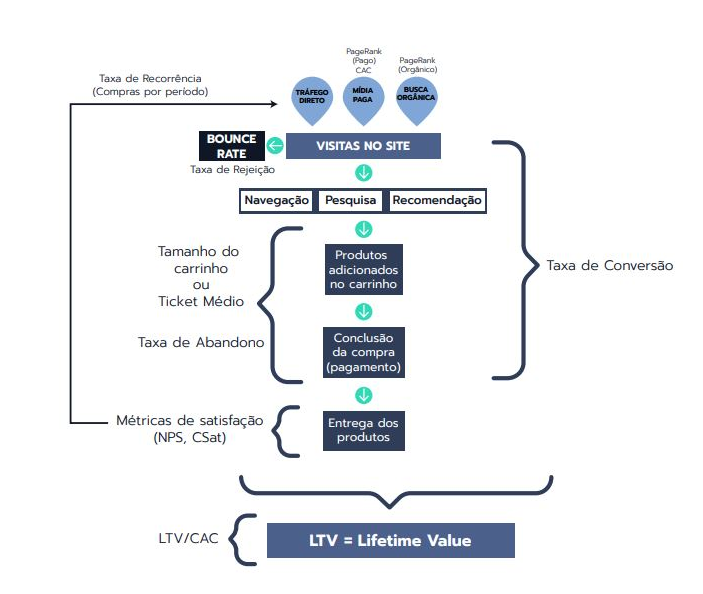 PageRank
(Pago)
CAC
PageRank
(Orgânico)
Taxa de Recorrência
(Compras por período)
TRÁFEGO
DIRETO
MÍDIA
PAGA
BUSCA
ORGÂNICA
BOUNCE
RATE
VISITAS NO SITE
Taxa de Rejeição
Navegação
Pesquisa
Recomendação
Tamanho do
carrinho
ou
Ticket Médio
Produtos
adicionados
no carrinho
Taxa de Conversão
Taxa de Abandono
Conclusão
da compra
(pagamento)
Métricas de satisfação
(NPS, CSat)
Entrega dos
produtos
LTV/CAC
LTV = Lifetime Value